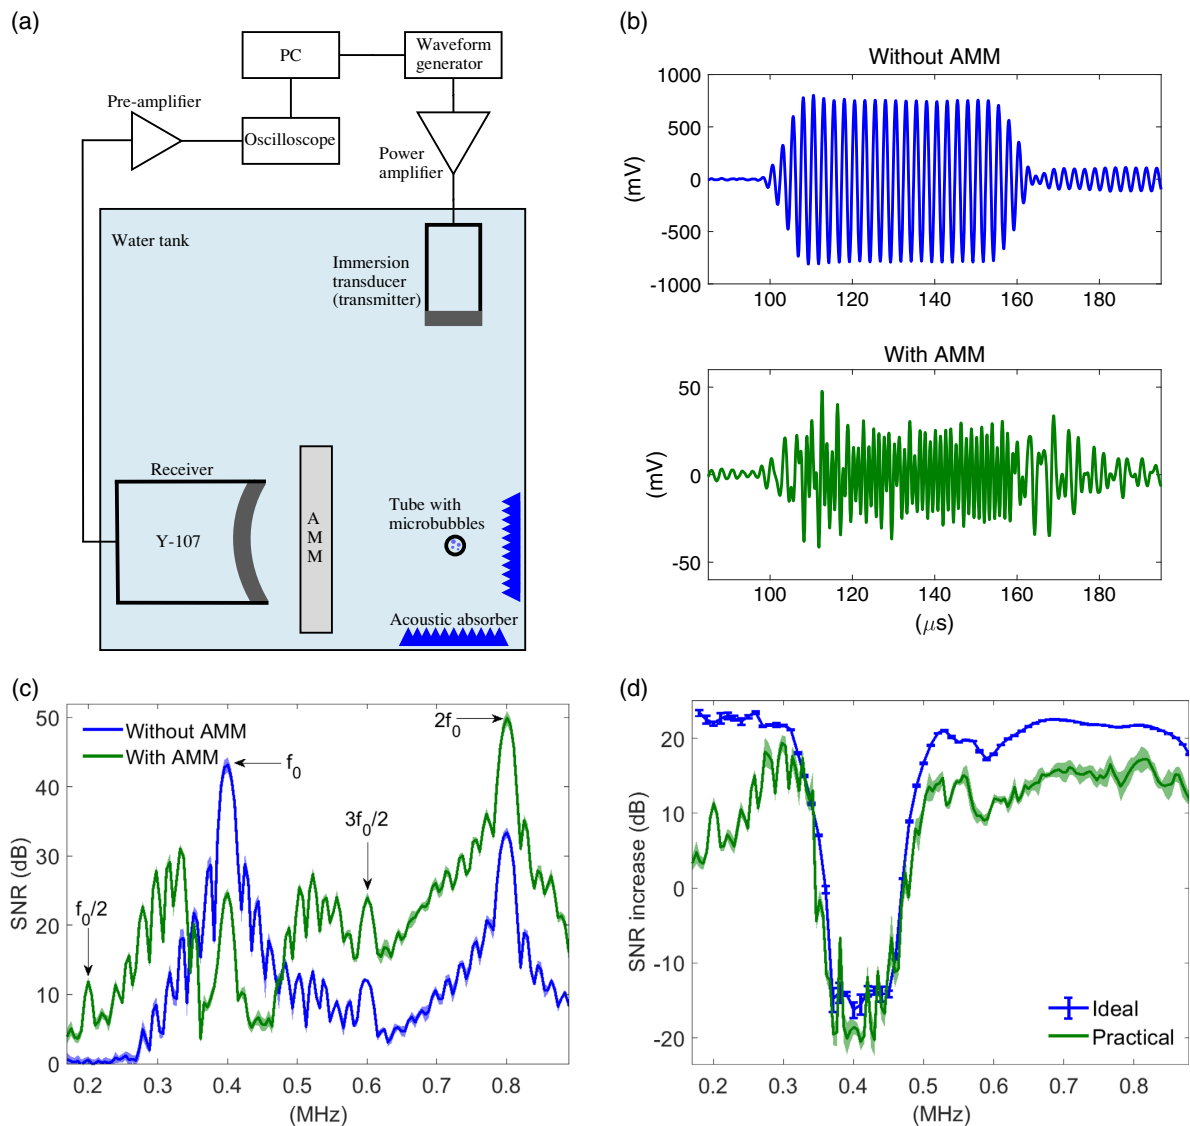 (a)
PC
Waveform
generator
Pre-amplifier
Oscilloscope
Power
amplifier
Water tank
Immersion
transducer
(transmitter)
Receiver
Y-107
A
M
M
Tube with
microbubbles
Acoustic absorber
(b)
Without AMM
1000
500
0
-500
-1000
(mV)
100 120 140 160 180
With AMM
50
0
-50
(mV)
100 120 140 160 180
(μs)
(c)
50
40
30
20
10
0
SNR (dB)
Without AMM
With AMM
f0/2
f0
3f0/2
2f0
0.2 0.3 0.4 0.5 0.6 0.7 0.8
(MHz)
(d)
20
10
0
-10
-20
SNR increase (dB)
Ideal
Practical
0.2 0.3 0.4 0.5 0.6 0.7 0.8
(MHz)